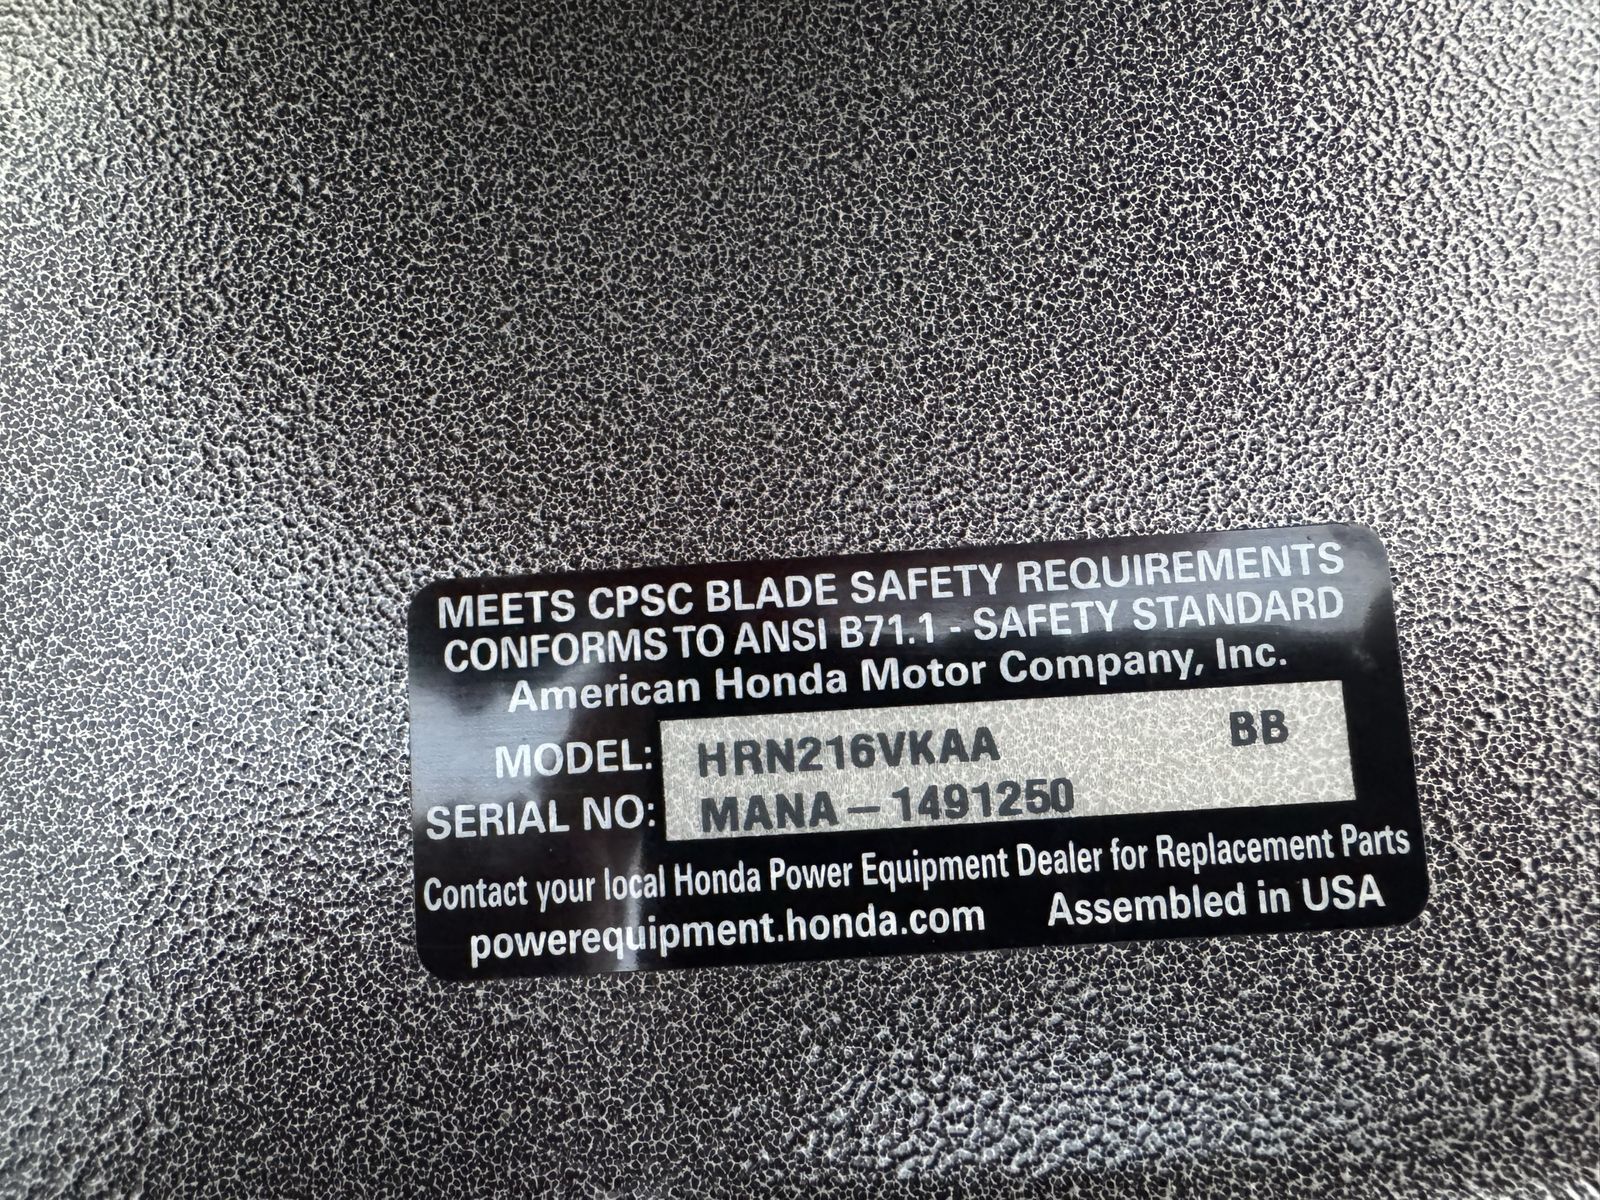 MEETS CPSC BLADE SAFETY REQUIREMENTS
CONFORMS TO ANSI B71.1 - SAFETY STANDARD
American Honda Motor Company, Inc.
MODEL: HRN216VKAA BB
SERIAL NO: MANA-1491250
Contact your local Honda Power Equipment Dealer for Replacement Parts
powerequipment.honda.com Assembled in USA